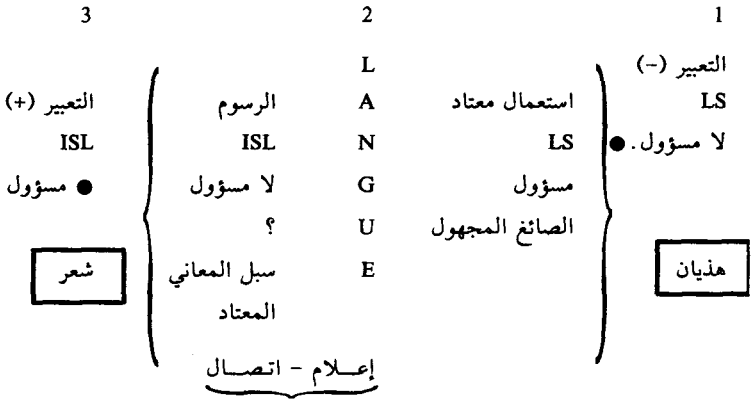 1 2 3
التعبير (-) L
LS استعمال معتاد A الرسوم التعبير (+)
لا مسؤول. ● LS N ISL ISL
مسؤول G لا مسؤول ● مسؤول
الصائغ المجهول U ؟
هذيان E سبل المعاني شعر
المعتاد
إعلام - اتصال